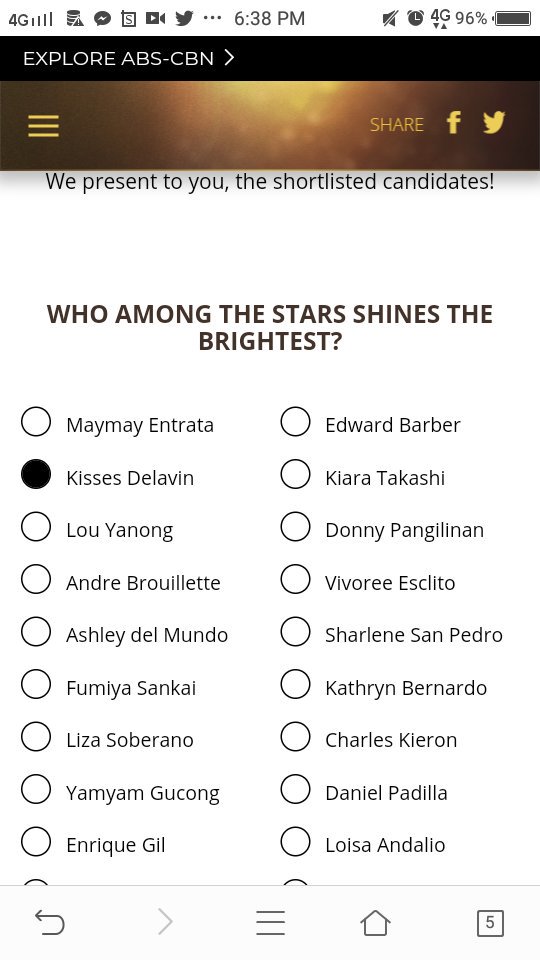 4G 6:38 PM 4G 96%
EXPLORE ABS-CBN
SHARE
We present to you, the shortlisted candidates!
WHO AMONG THE STARS SHINES THE
BRIGHTEST?
Maymay Entrata Edward Barber
Kisses Delavin Kiara Takashi
Lou Yanong Donny Pangilinan
Andre Brouillette Vivoree Esclito
Ashley del Mundo Sharlene San Pedro
Fumiya Sankai Kathryn Bernardo
Liza Soberano Charles Kieron
Yamyam Gucong Daniel Padilla
Enrique Gil Loisa Andalio
5